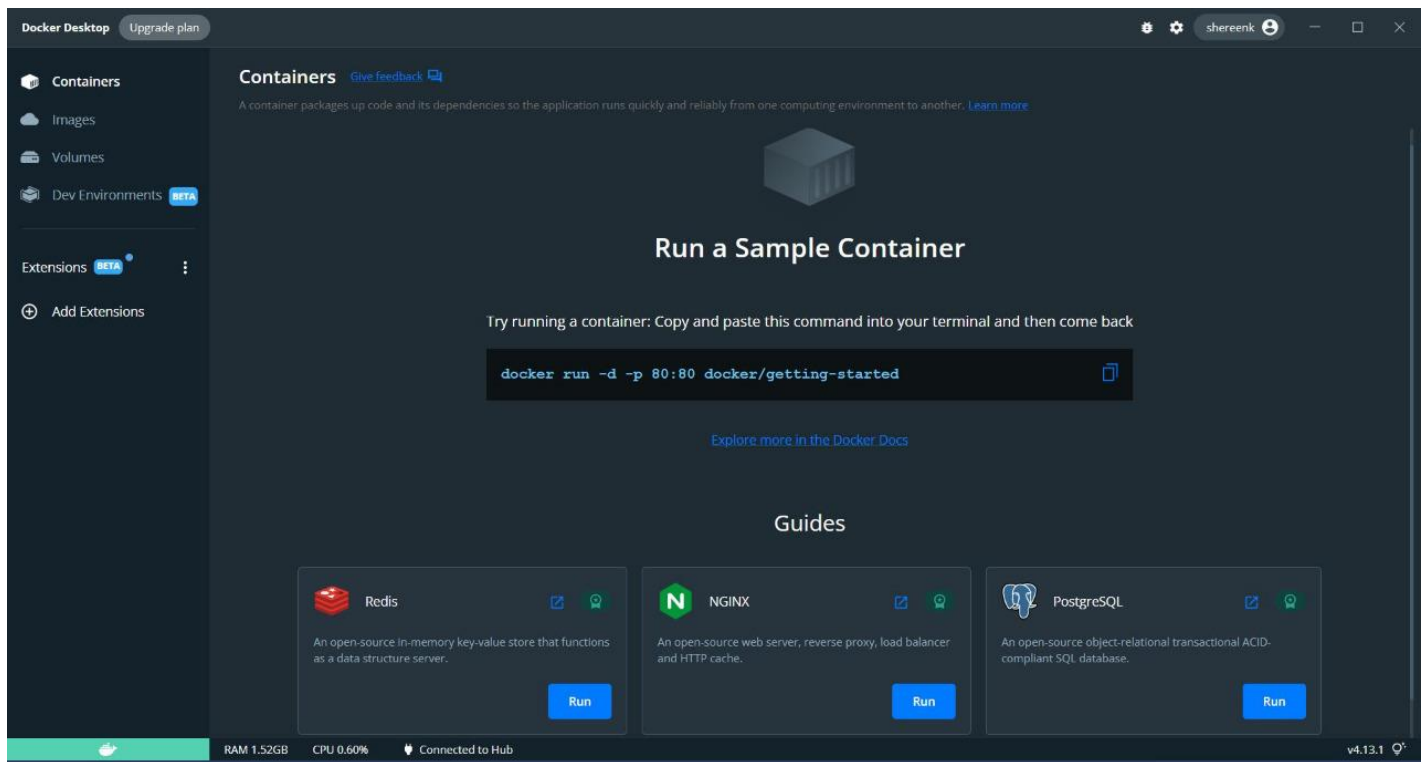 Docker Desktop Upgrade plan shereenk
Containers
Images
Volumes
Dev Environments BETA
Extensions BETA
Add Extensions
Containers Give feedback
A container packages up code and its dependencies so the application runs quickly and reliably from one computing environment to another. Learn more
Run a Sample Container
Try running a container: Copy and paste this command into your terminal and then come back
docker run -d -p 80:80 docker/getting-started
Explore more in the Docker Docs
Guides
Redis
An open-source in-memory key-value store that functions
as a data structure server.
Run
N NGINX
An open-source web server, reverse proxy, load balancer
and HTTP cache.
Run
PostgreSQL
An open-source object-relational transactional ACID-
compliant SQL database.
Run
RAM 1.52GB CPU 0.60% Connected to Hub v4.13.1